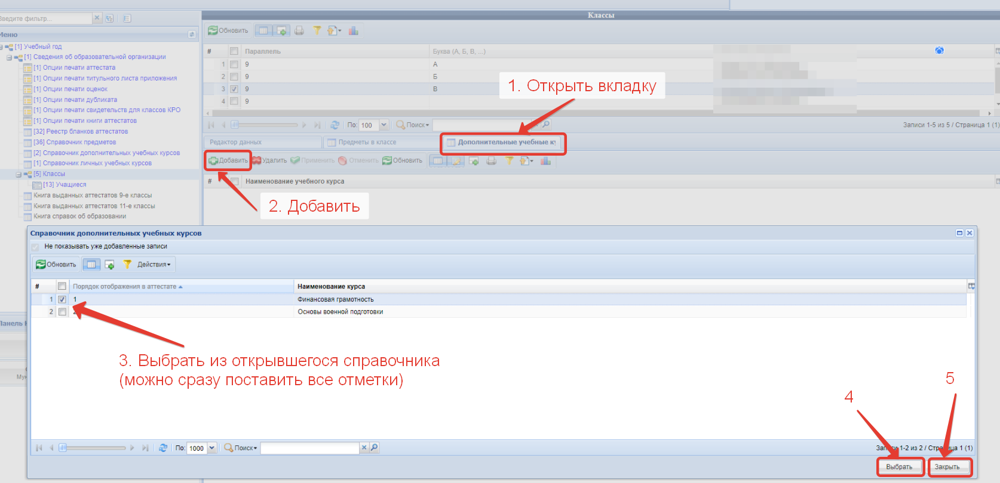 Классы
Введите фильтр...
Меню
[1] Учебный год
[1] Сведения об образовательной организации
[1] Опции печати аттестата
[1] Опции печати титульного листа приложения
[1] Опции печати оценок
[1] Опции печати дубликата
[1] Опции печати свидетельств для классов КРО
[1] Опции печати книги аттестатов
[32] Реестр бланков аттестатов
[36] Справочник предметов
[2] Справочник дополнительных учебных курсов
[1] Справочник личных учебных курсов
[5] Классы
[13] Учащиеся
Книга выданных аттестатов 9-е классы
Книга выданных аттестатов 11-е классы
Книга справок об образовании
Панель
Мун
Обновить
# Параллель Буква (А, Б, В, ...)
1 9 А
2 9 Б
3 9 В
4 9
1. Открыть вкладку
По: 100 Поиск Записи 1-5 из 5 / Страница 1 (1)
Редактор данных Предметы в классе Дополнительные учебные ку
Добавить Удалить Применить Отменить Обновить
# Наименование учебного курса
2. Добавить
Справочник дополнительных учебных курсов
Не показывать уже добавленные записи
Обновить Действия
# Порядок отображения в аттестате Наименование курса
1 1 Финансовая грамотность
2 2 Основы военной подготовки
3. Выбрать из открывшегося справочника
(можно сразу поставить все отметки)
5
4
По: 1000 Поиск Записи 1-2 из 2 / Страница 1 (1)
Выбрать Закрыть